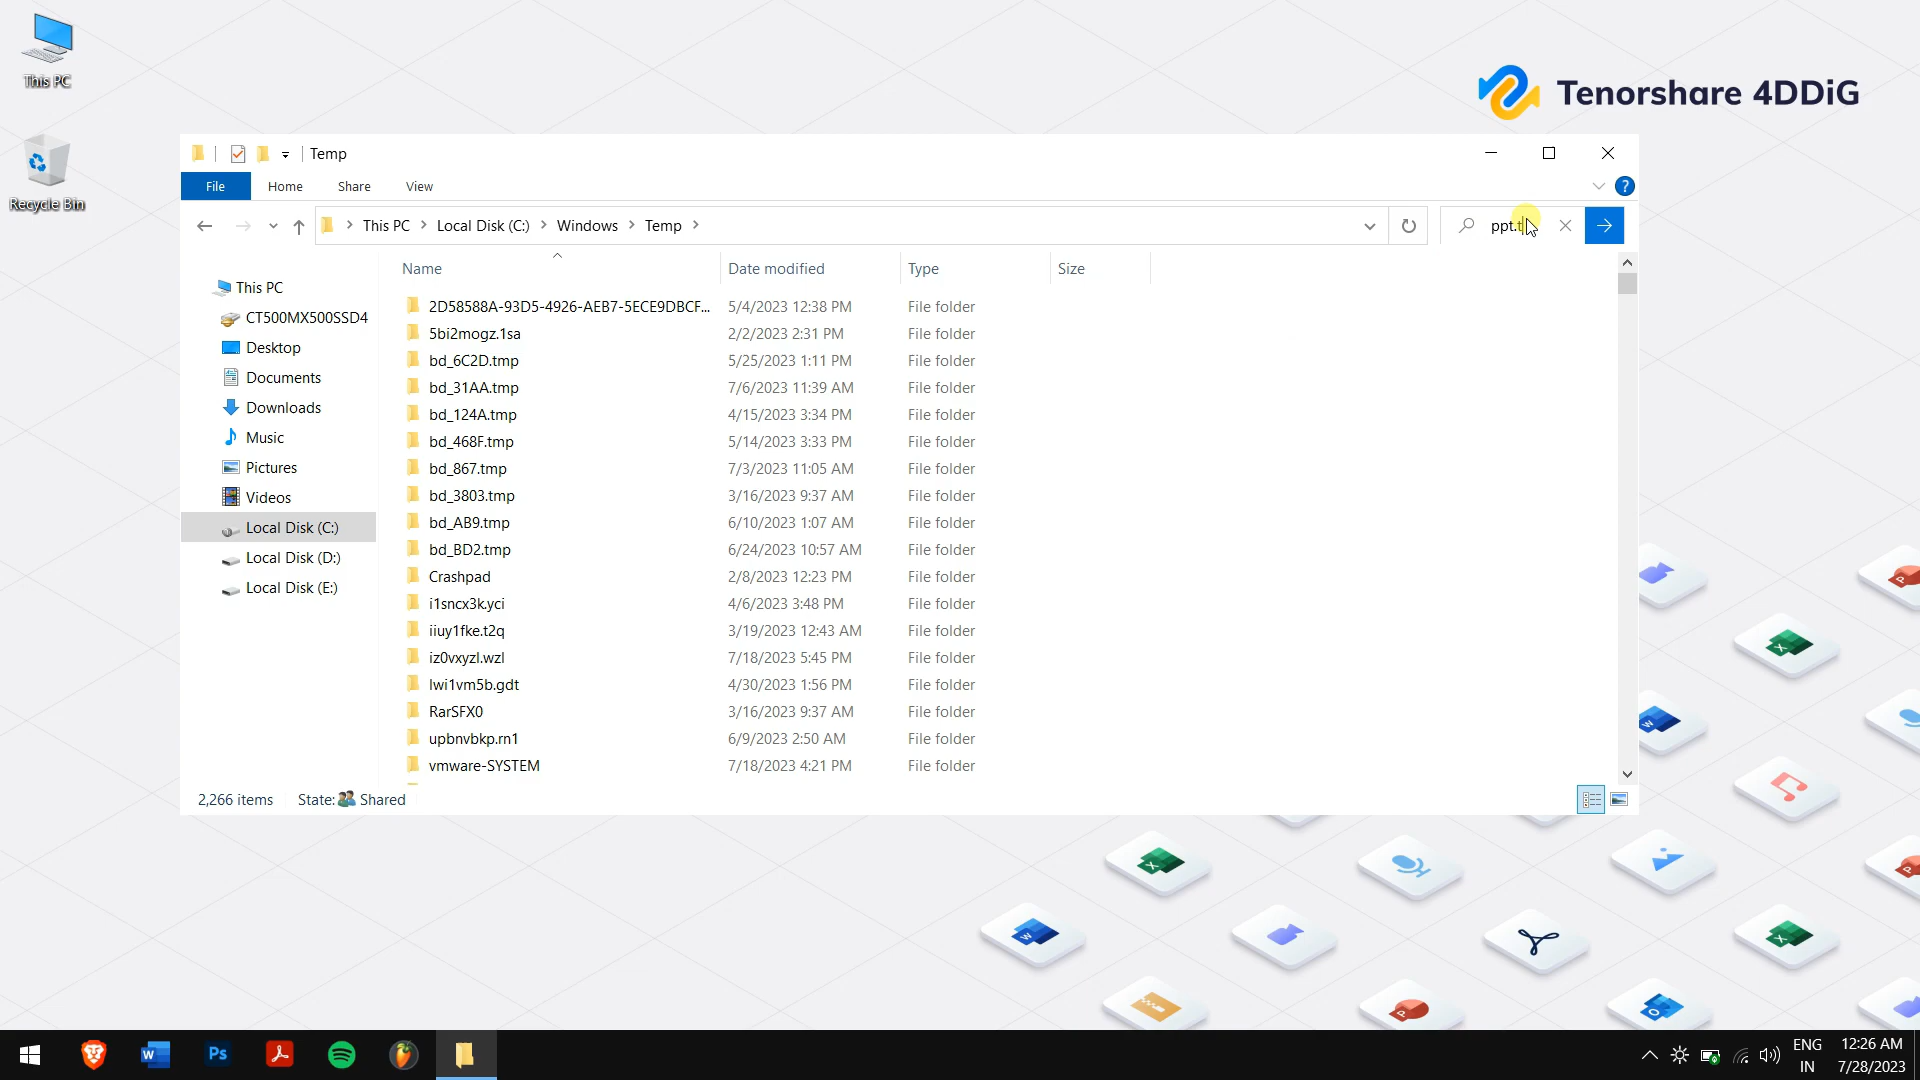 This PC
Recycle Bin
Tenorshare 4DDiG
Temp
File Home Share View
?
This PC Local Disk (C:) Windows Temp
ppt.t
Name Date modified Type Size
This PC
CT500MX500SSD4
Desktop
Documents
Downloads
Music
Pictures
Videos
Local Disk (C:)
Local Disk (D:)
Local Disk (E:)
2D58588A-93D5-4926-AEB7-5ECE9DBCF... 5/4/2023 12:38 PM File folder
5bi2mogz.1sa 2/2/2023 2:31 PM File folder
bd_6C2D.tmp 5/25/2023 1:11 PM File folder
bd_31AA.tmp 7/6/2023 11:39 AM File folder
bd_124A.tmp 4/15/2023 3:34 PM File folder
bd_468F.tmp 5/14/2023 3:33 PM File folder
bd_867.tmp 7/3/2023 11:05 AM File folder
bd_3803.tmp 3/16/2023 9:37 AM File folder
bd_AB9.tmp 6/10/2023 1:07 AM File folder
bd_BD2.tmp 6/24/2023 10:57 AM File folder
Crashpad 2/8/2023 12:23 PM File folder
i1sncx3k.yci 4/6/2023 3:48 PM File folder
iiuy1fke.t2q 3/19/2023 12:43 AM File folder
iz0vxyzl.wzl 7/18/2023 5:45 PM File folder
lwi1vm5b.gdt 4/30/2023 1:56 PM File folder
RarSFX0 3/16/2023 9:37 AM File folder
upbnvbkp.rn1 6/9/2023 2:50 AM File folder
vmware-SYSTEM 7/18/2023 4:21 PM File folder
2,266 items State: Shared
W
Ps
ENG
IN
12:26 AM
7/28/2023